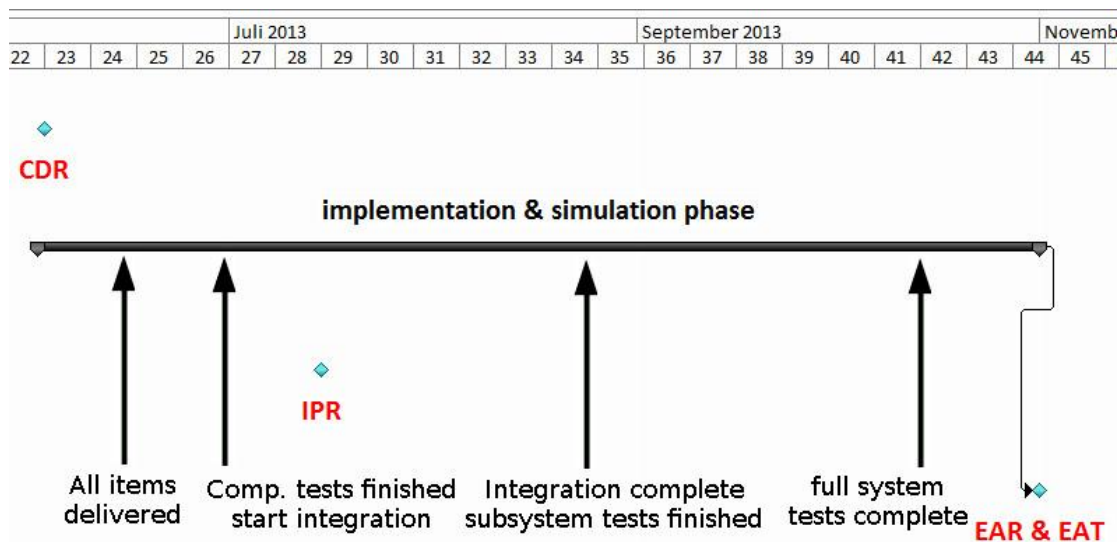 Juli 2013 September 2013 Novemb
22 23 24 25 26 27 28 29 30 31 32 33 34 35 36 37 38 39 40 41 42 43 44 45
CDR
implementation & simulation phase
IPR
All items
delivered
Comp. tests finished
start integration
Integration complete
subsystem tests finished
full system
tests complete
EAR & EAT